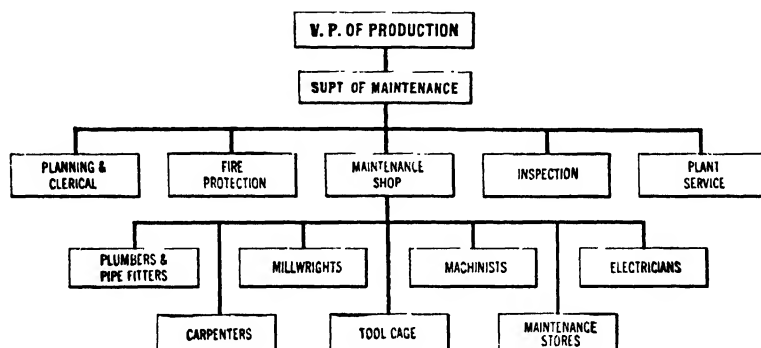 V. P. OF PRODUCTION
SUPT OF MAINTENANCE
PLANNING &
CLERICAL
FIRE
PROTECTION
MAINTENANCE
SHOP
INSPECTION
PLANT
SERVICE
PLUMBERS &
PIPE FITTERS
MILLWRIGHTS
MACHINISTS
ELECTRICIANS
CARPENTERS
TOOL CAGE
MAINTENANCE
STORES